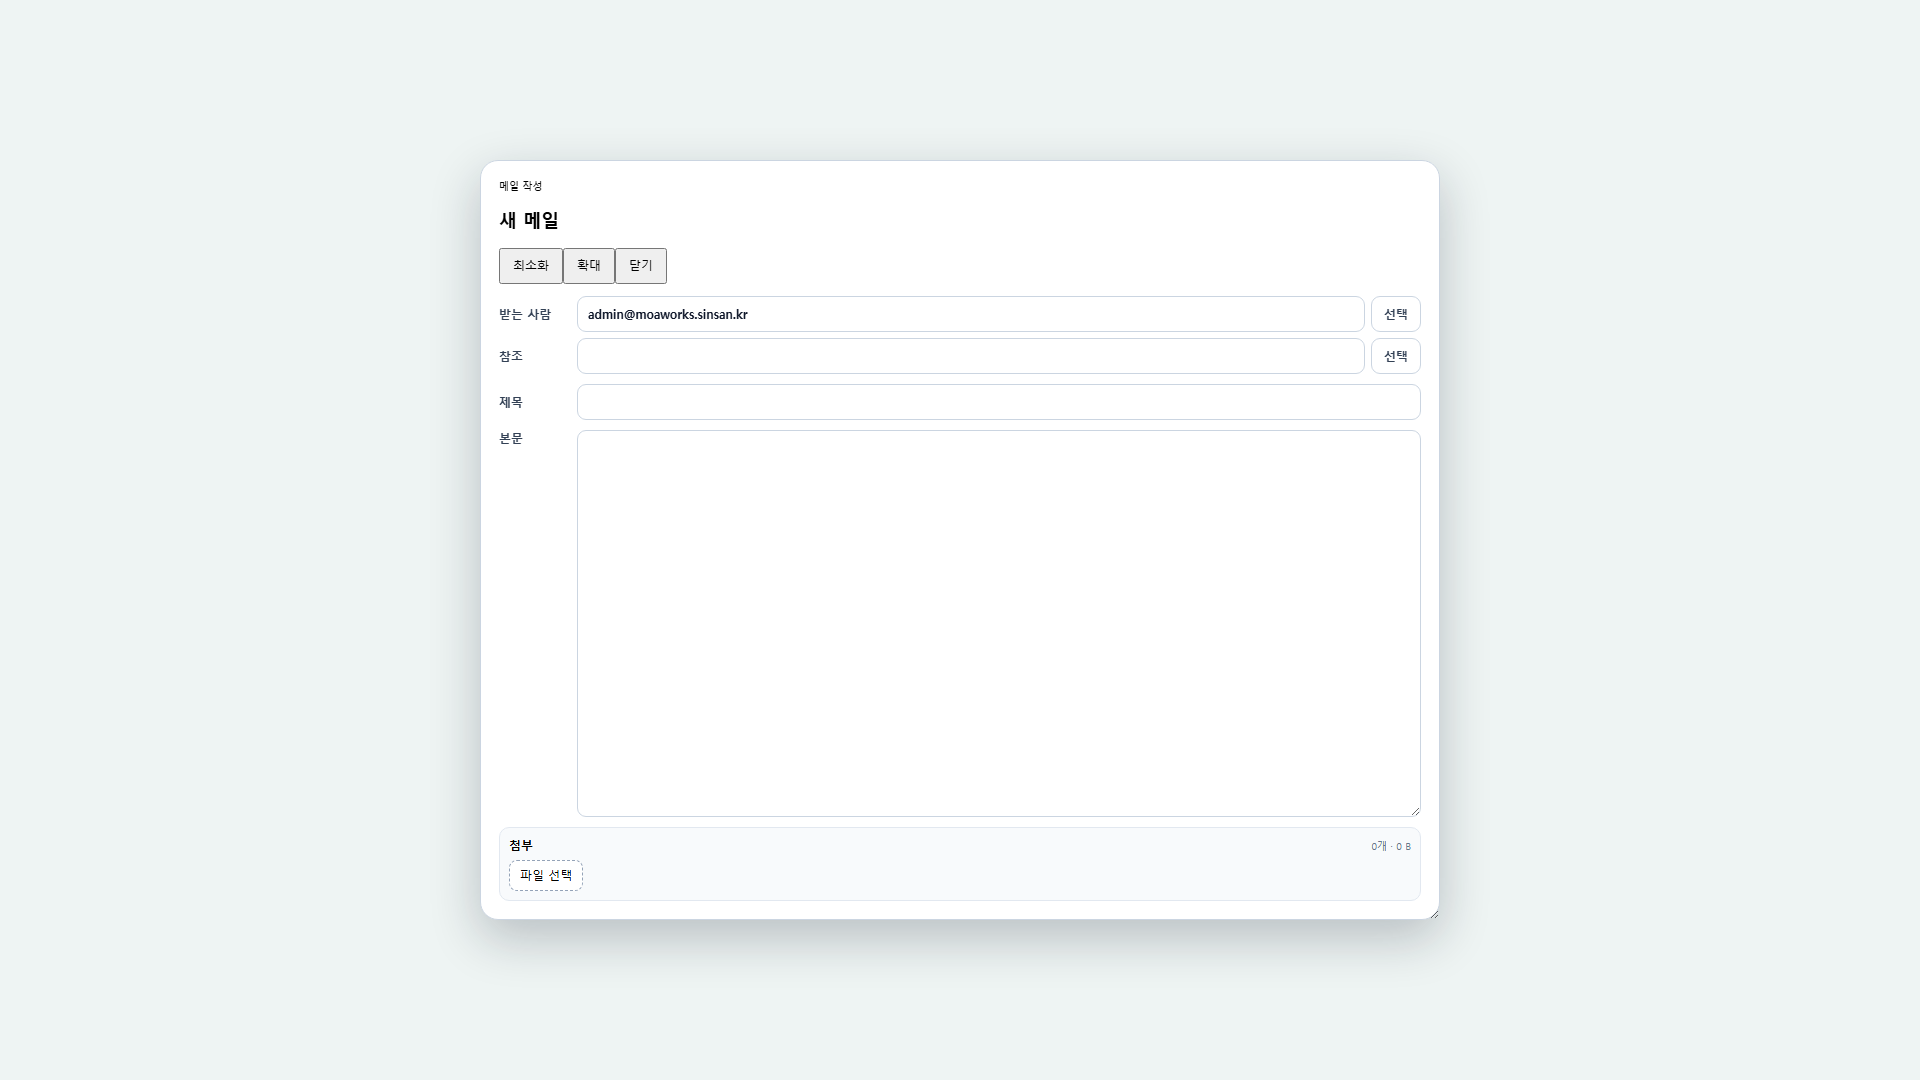 메일 작성
새 메일
최소화 확대 닫기
받는 사람 admin@moaworks.sinsan.kr 선택
참조 선택
제목
본문
첨부 0개 · 0 B
파일 선택